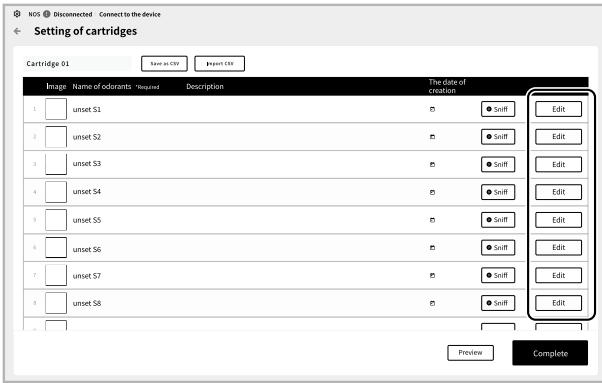 NOS Disconnected Connect to the device
← Setting of cartridges
Cartridge 01 Save as CSV Import CSV
Image Name of odorants *Required Description The date of creation
1 unset S1 Sniff Edit
2 unset S2 Sniff Edit
3 unset S3 Sniff Edit
4 unset S4 Sniff Edit
5 unset S5 Sniff Edit
6 unset S6 Sniff Edit
7 unset S7 Sniff Edit
8 unset S8 Sniff Edit
Preview Complete